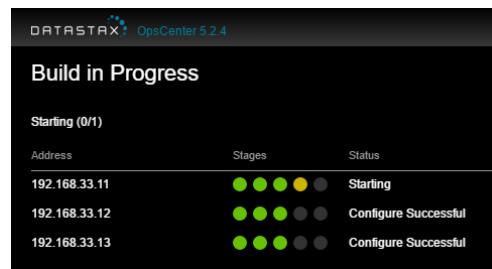 DATASTAX OpsCenter 5.2.4
Build in Progress
Starting (0/1)
Address Stages Status
192.168.33.11 Starting
192.168.33.12 Configure Successful
192.168.33.13 Configure Successful